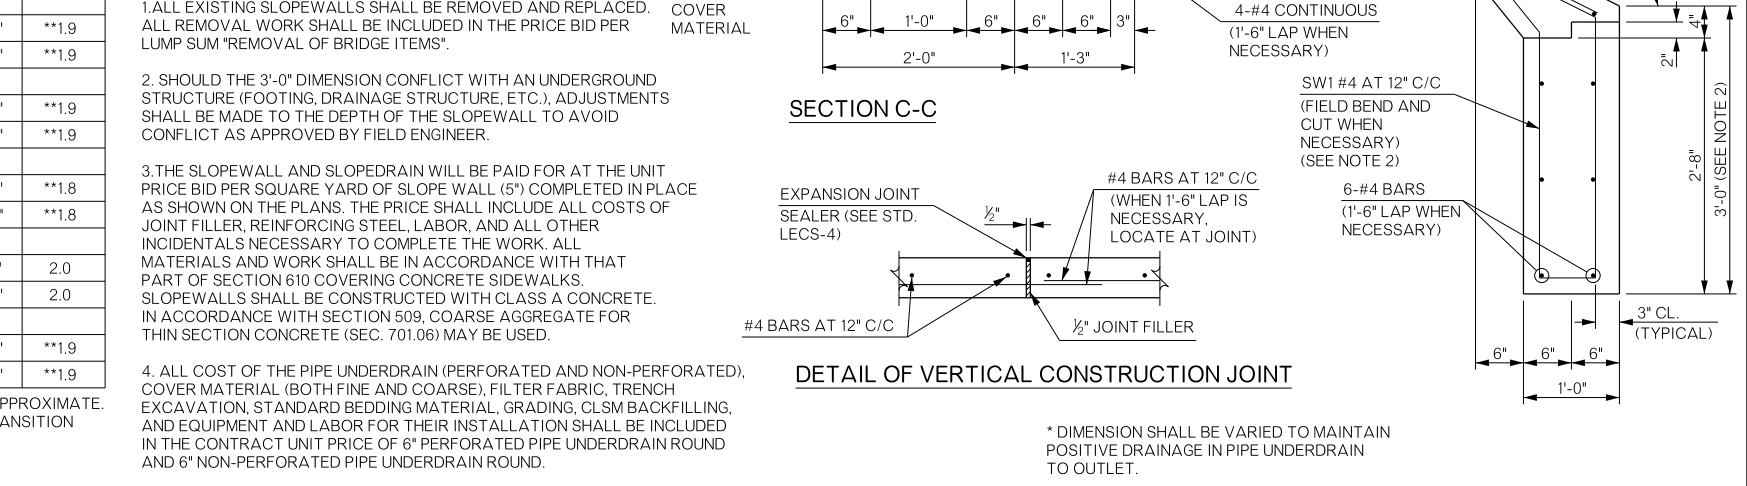 **1.9
**1.9
**1.9
**1.9
**1.8
**1.8
2.0
2.0
**1.9
**1.9
PPROXIMATE.
ANSITION
1.ALL EXISTING SLOPEWALLS SHALL BE REMOVED AND REPLACED.
ALL REMOVAL WORK SHALL BE INCLUDED IN THE PRICE BID PER
LUMP SUM "REMOVAL OF BRIDGE ITEMS".
2. SHOULD THE 3'-0" DIMENSION CONFLICT WITH AN UNDERGROUND
STRUCTURE (FOOTING, DRAINAGE STRUCTURE, ETC.), ADJUSTMENTS
SHALL BE MADE TO THE DEPTH OF THE SLOPEWALL TO AVOID
CONFLICT AS APPROVED BY FIELD ENGINEER.
3.THE SLOPEWALL AND SLOPEDRAIN WILL BE PAID FOR AT THE UNIT
PRICE BID PER SQUARE YARD OF SLOPE WALL (5") COMPLETED IN PLACE
AS SHOWN ON THE PLANS. THE PRICE SHALL INCLUDE ALL COSTS OF
JOINT FILLER, REINFORCING STEEL, LABOR, AND ALL OTHER
INCIDENTALS NECESSARY TO COMPLETE THE WORK. ALL
MATERIALS AND WORK SHALL BE IN ACCORDANCE WITH THAT
PART OF SECTION 610 COVERING CONCRETE SIDEWALKS.
SLOPEWALLS SHALL BE CONSTRUCTED WITH CLASS A CONCRETE.
IN ACCORDANCE WITH SECTION 509, COARSE AGGREGATE FOR
THIN SECTION CONCRETE (SEC. 701.06) MAY BE USED.
4. ALL COST OF THE PIPE UNDERDRAIN (PERFORATED AND NON-PERFORATED),
COVER MATERIAL (BOTH FINE AND COARSE), FILTER FABRIC, TRENCH
EXCAVATION, STANDARD BEDDING MATERIAL, GRADING, CLSM BACKFILLING,
AND EQUIPMENT AND LABOR FOR THEIR INSTALLATION SHALL BE INCLUDED
IN THE CONTRACT UNIT PRICE OF 6" PERFORATED PIPE UNDERDRAIN ROUND
AND 6" NON-PERFORATED PIPE UNDERDRAIN ROUND.
COVER
MATERIAL
6" 1'-0" 6" 6" 6" 3"
2'-0" 1'-3"
SECTION C-C
4-#4 CONTINUOUS
(1'-6" LAP WHEN
NECESSARY)
EXPANSION JOINT
SEALER (SEE STD.
LECS-4)
½"
#4 BARS AT 12" C/C
(WHEN 1'-6" LAP IS
NECESSARY,
LOCATE AT JOINT)
#4 BARS AT 12" C/C
½" JOINT FILLER
DETAIL OF VERTICAL CONSTRUCTION JOINT
* DIMENSION SHALL BE VARIED TO MAINTAIN
POSITIVE DRAINAGE IN PIPE UNDERDRAIN
TO OUTLET.
SW1 #4 AT 12" C/C
(FIELD BEND AND
CUT WHEN
NECESSARY)
(SEE NOTE 2)
6-#4 BARS
(1'-6" LAP WHEN
NECESSARY)
4"
2"
2'-8"
3'-0" (SEE NOTE 2)
3" CL.
(TYPICAL)
6" 6" 6"
1'-0"